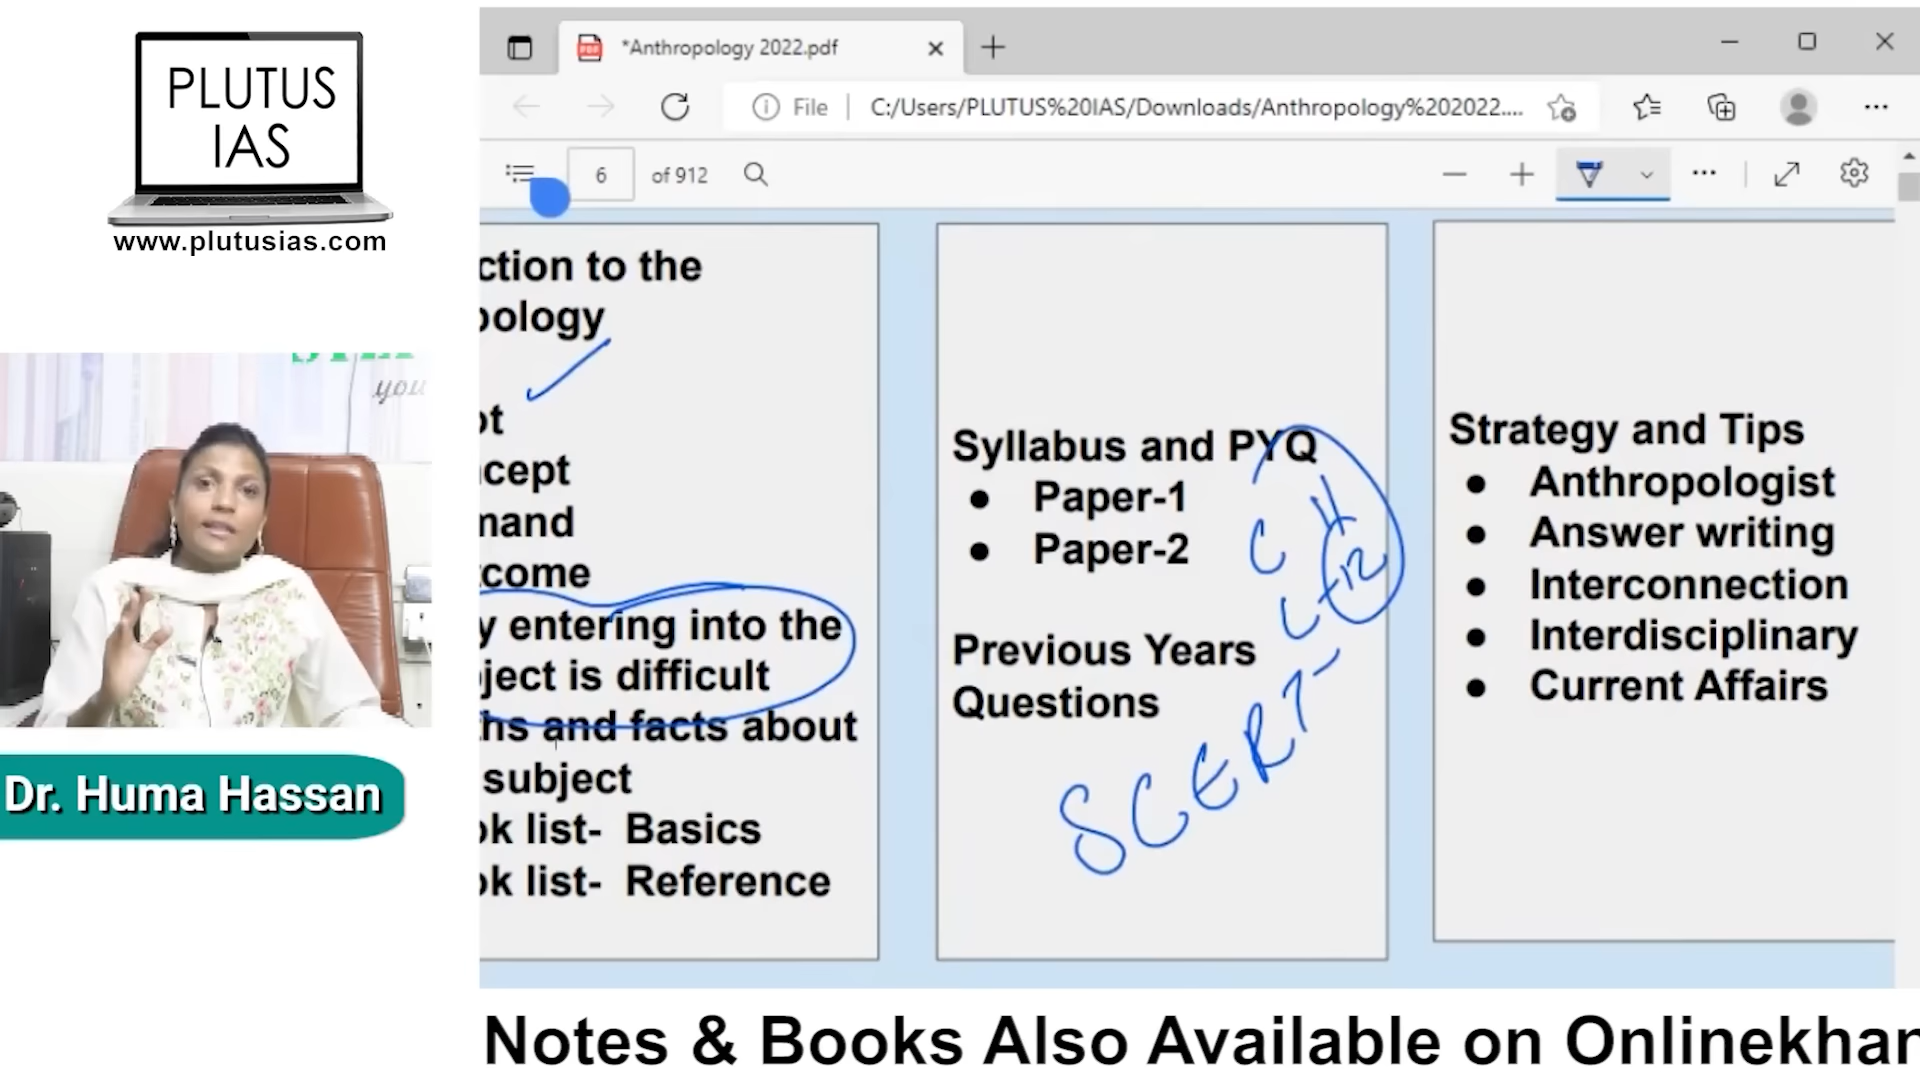 PLUTUS
IAS
www.plutusias.com
you
Dr. Huma Hassan
*Anthropology 2022.pdf
File
C:/Users/PLUTUS%20IAS/Downloads/Anthropology%202022....
6 of 912
ction to the
ology
ot
cept
mand
tcome
y entering into the
ject is difficult
hs and facts about
subject
ok list- Basics
ok list- Reference
Syllabus and PYQ
● Paper-1
● Paper-2
Previous Years
Questions
C H
L 12
SCERT
Strategy and Tips
● Anthropologist
● Answer writing
● Interconnection
● Interdisciplinary
● Current Affairs
Notes & Books Also Available on Onlinekhan